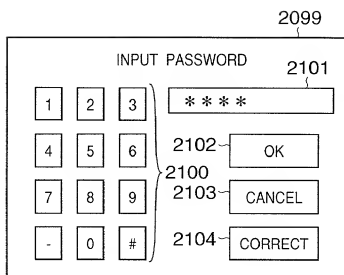 2099
INPUT PASSWORD
2101
1 2 3 ****
4 5 6 2102 OK
2100
7 8 9 2103 CANCEL
- 0 # 2104 CORRECT